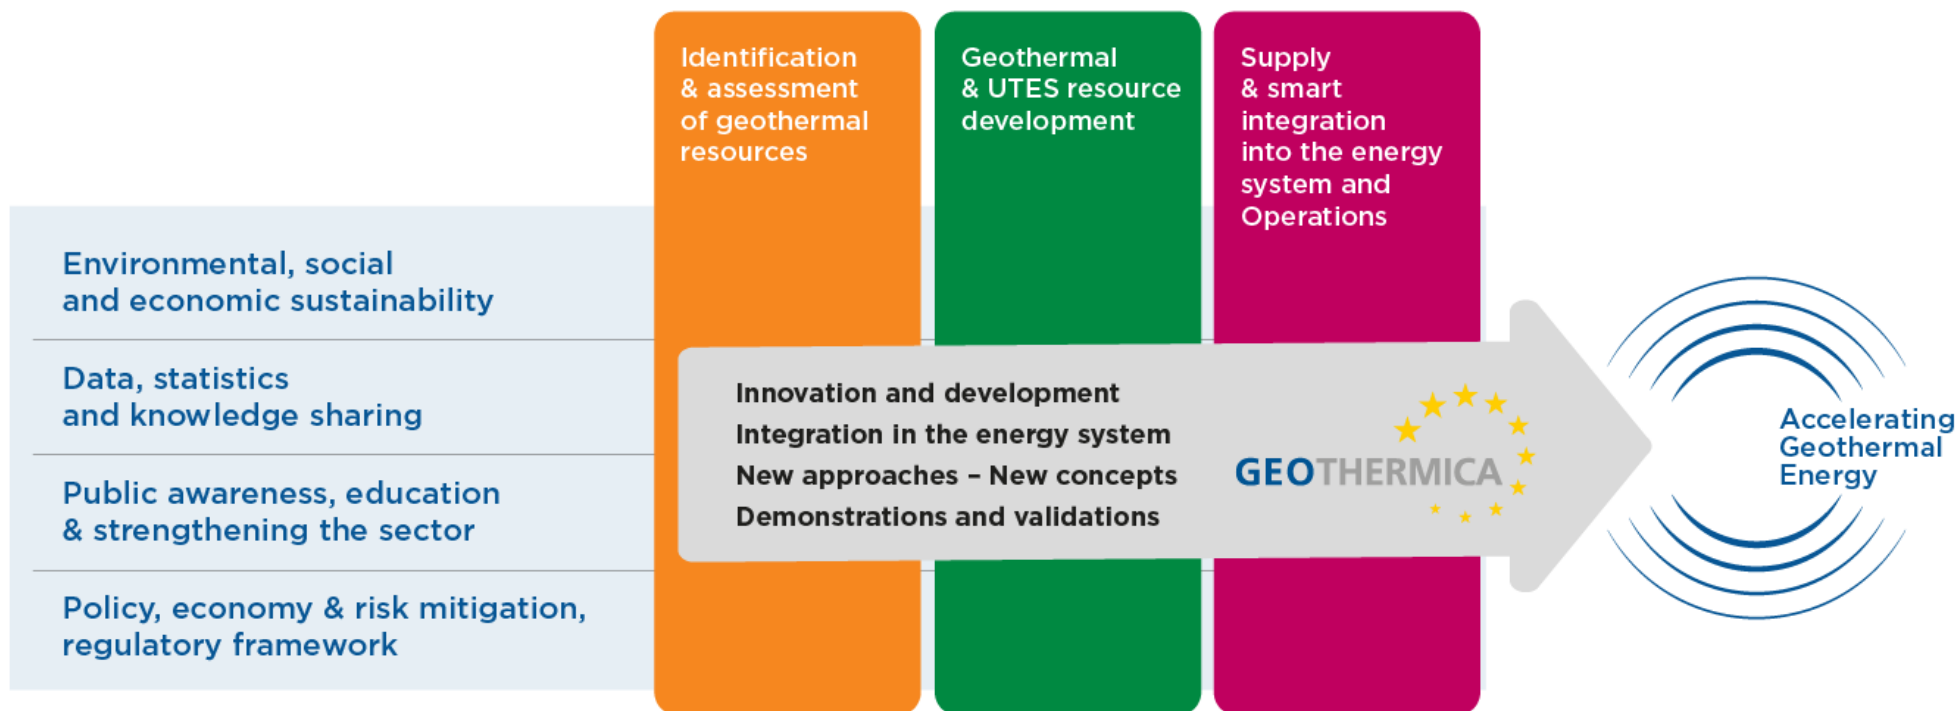 Identification
& assessment
of geothermal
resources
Geothermal
& UTES resource
development
Supply
& smart
integration
into the energy
system and
Operations
Environmental, social
and economic sustainability
Data, statistics
and knowledge sharing
Public awareness, education
& strengthening the sector
Policy, economy & risk mitigation,
regulatory framework
Innovation and development
Integration in the energy system
New approaches – New concepts
Demonstrations and validations
GEOTHERMICA
Accelerating
Geothermal
Energy